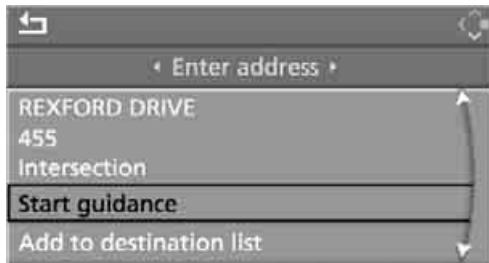 Enter address
REXFORD DRIVE
455
Intersection
Start guidance
Add to destination list